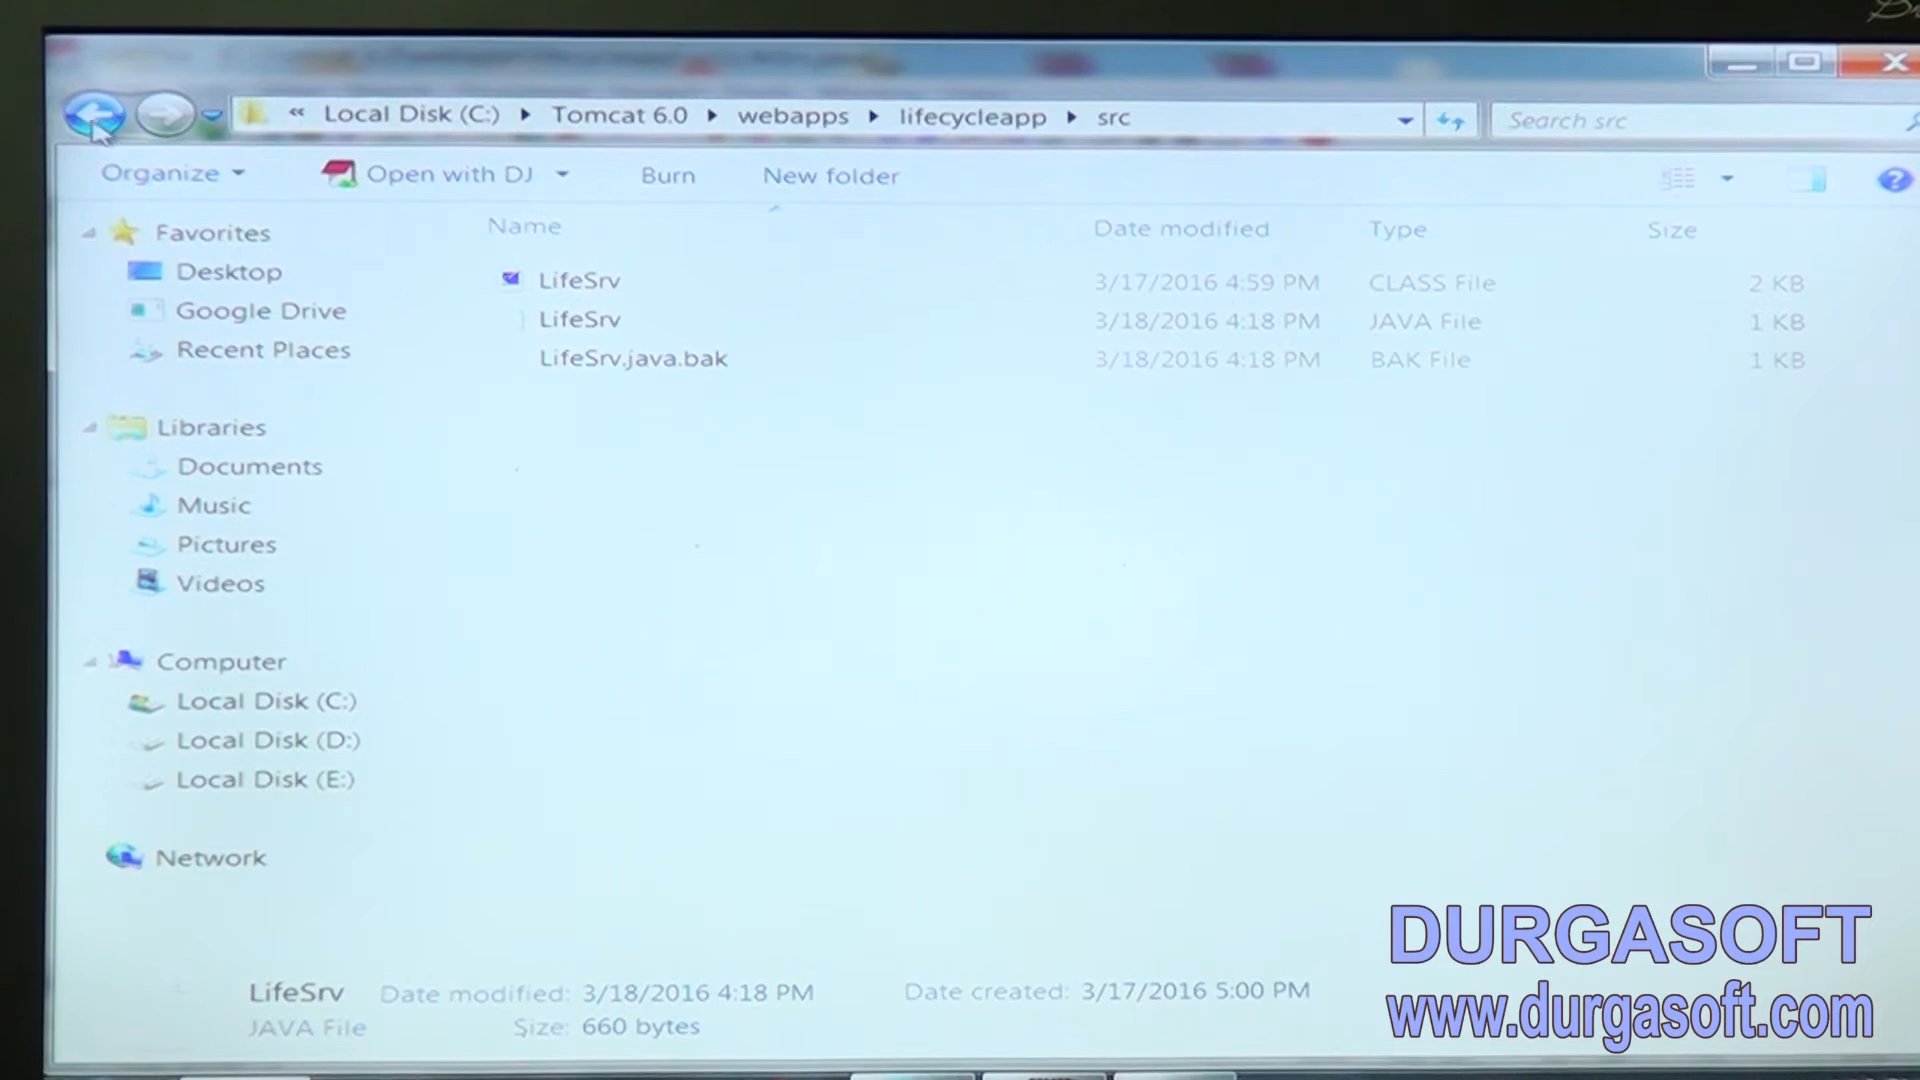 « Local Disk (C:) Tomcat 6.0 webapps lifecycleapp src
Search src
Organize Open with DJ Burn New folder
Name Date modified Type Size
LifeSrv 3/17/2016 4:59 PM CLASS File 2 KB
LifeSrv 3/18/2016 4:18 PM JAVA File 1 KB
LifeSrv.java.bak 3/18/2016 4:18 PM BAK File 1 KB
Favorites
Desktop
Google Drive
Recent Places
Libraries
Documents
Music
Pictures
Videos
Computer
Local Disk (C:)
Local Disk (D:)
Local Disk (E:)
Network
LifeSrv Date modified: 3/18/2016 4:18 PM Date created: 3/17/2016 5:00 PM
JAVA File Size: 660 bytes
DURGASOFT
www.durgasoft.com